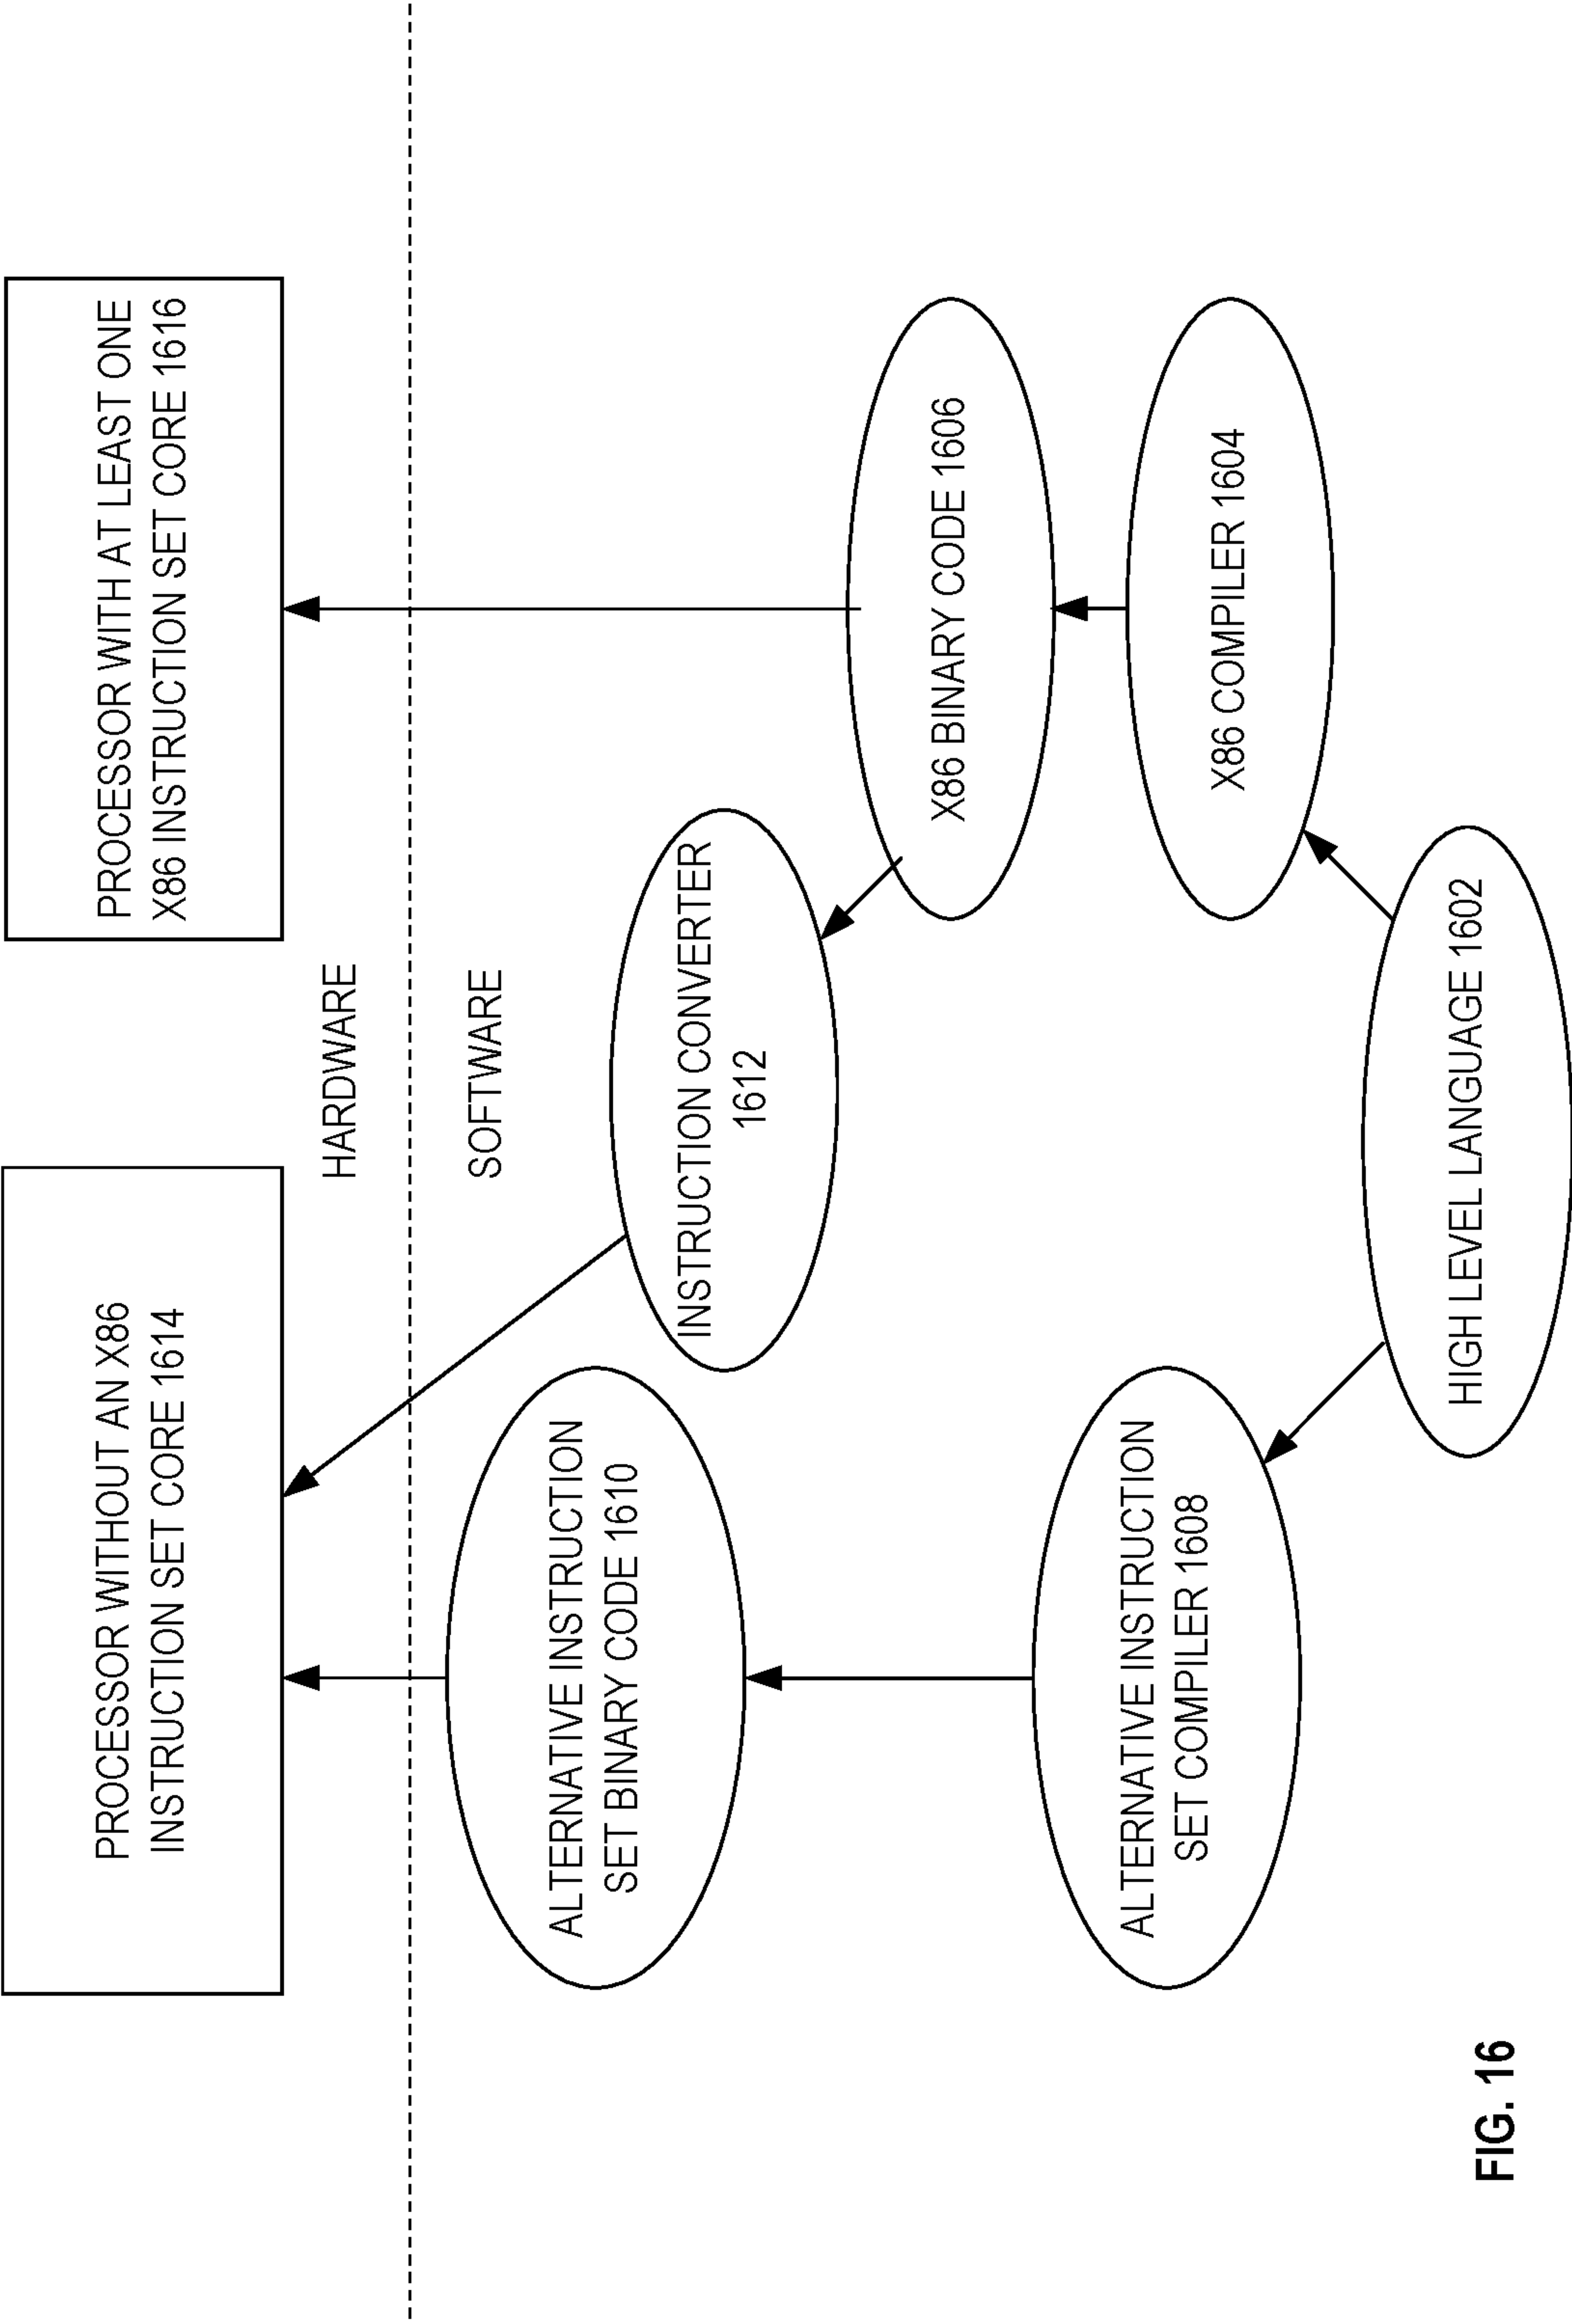 PROCESSOR WITHOUT AN X86
INSTRUCTION SET CORE 1614
PROCESSOR WITH AT LEAST ONE
X86 INSTRUCTION SET CORE 1616
HARDWARE
SOFTWARE
ALTERNATIVE INSTRUCTION
SET BINARY CODE 1610
INSTRUCTION CONVERTER
1612
X86 BINARY CODE 1606
ALTERNATIVE INSTRUCTION
SET COMPILER 1608
X86 COMPILER 1604
HIGH LEVEL LANGUAGE 1602
FIG. 16